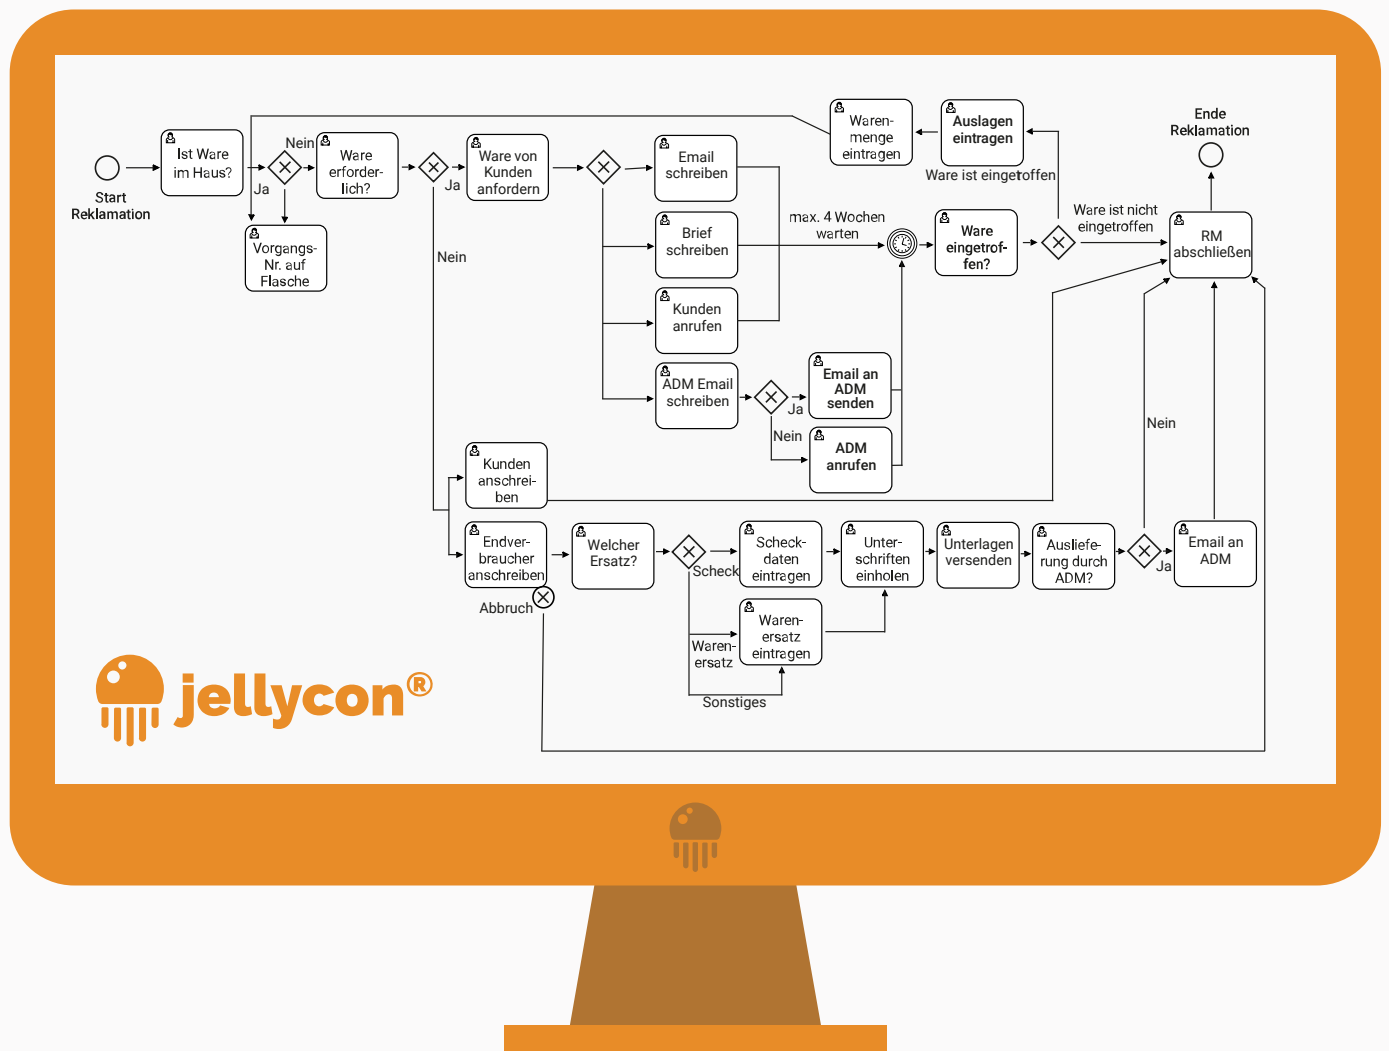 Start
Reklamation
Ist Ware
im Haus?
Nein
Ja
Vorgangs-
Nr. auf
Flasche
Ware
erforder-
lich?
Ja
Nein
Ware von
Kunden
anfordern
Email
schreiben
Brief
schreiben
Kunden
anrufen
ADM Email
schreiben
Ja
Nein
Email an
ADM
senden
ADM
anrufen
max. 4 Wochen
warten
Ware
eingetrof-
fen?
Ware ist eingetroffen
Auslagen
eintragen
Waren-
menge
eintragen
Ware ist nicht
eingetroffen
RM
abschließen
Ende
Reklamation
Kunden
anschrei-
ben
Endver-
braucher
anschreiben
Abbruch
Welcher
Ersatz?
Scheck
Waren-
ersatz
Sonstiges
Scheck-
daten
eintragen
Waren-
ersatz
eintragen
Unter-
schriften
einholen
Unterlagen
versenden
Ausliefe-
rung durch
ADM?
Nein
Ja
Email an
ADM
jellycon®